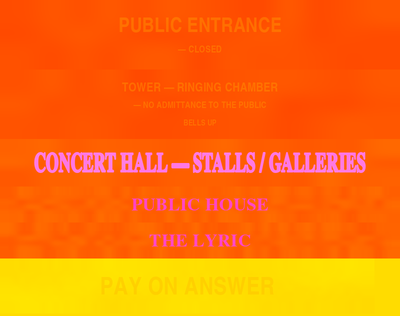 PUBLIC ENTRANCE
— CLOSED
TOWER — RINGING CHAMBER
— NO ADMITTANCE TO THE PUBLIC
BELLS UP
CONCERT HALL — STALLS / GALLERIES
PUBLIC HOUSE
THE LYRIC
PAY ON ANSWER